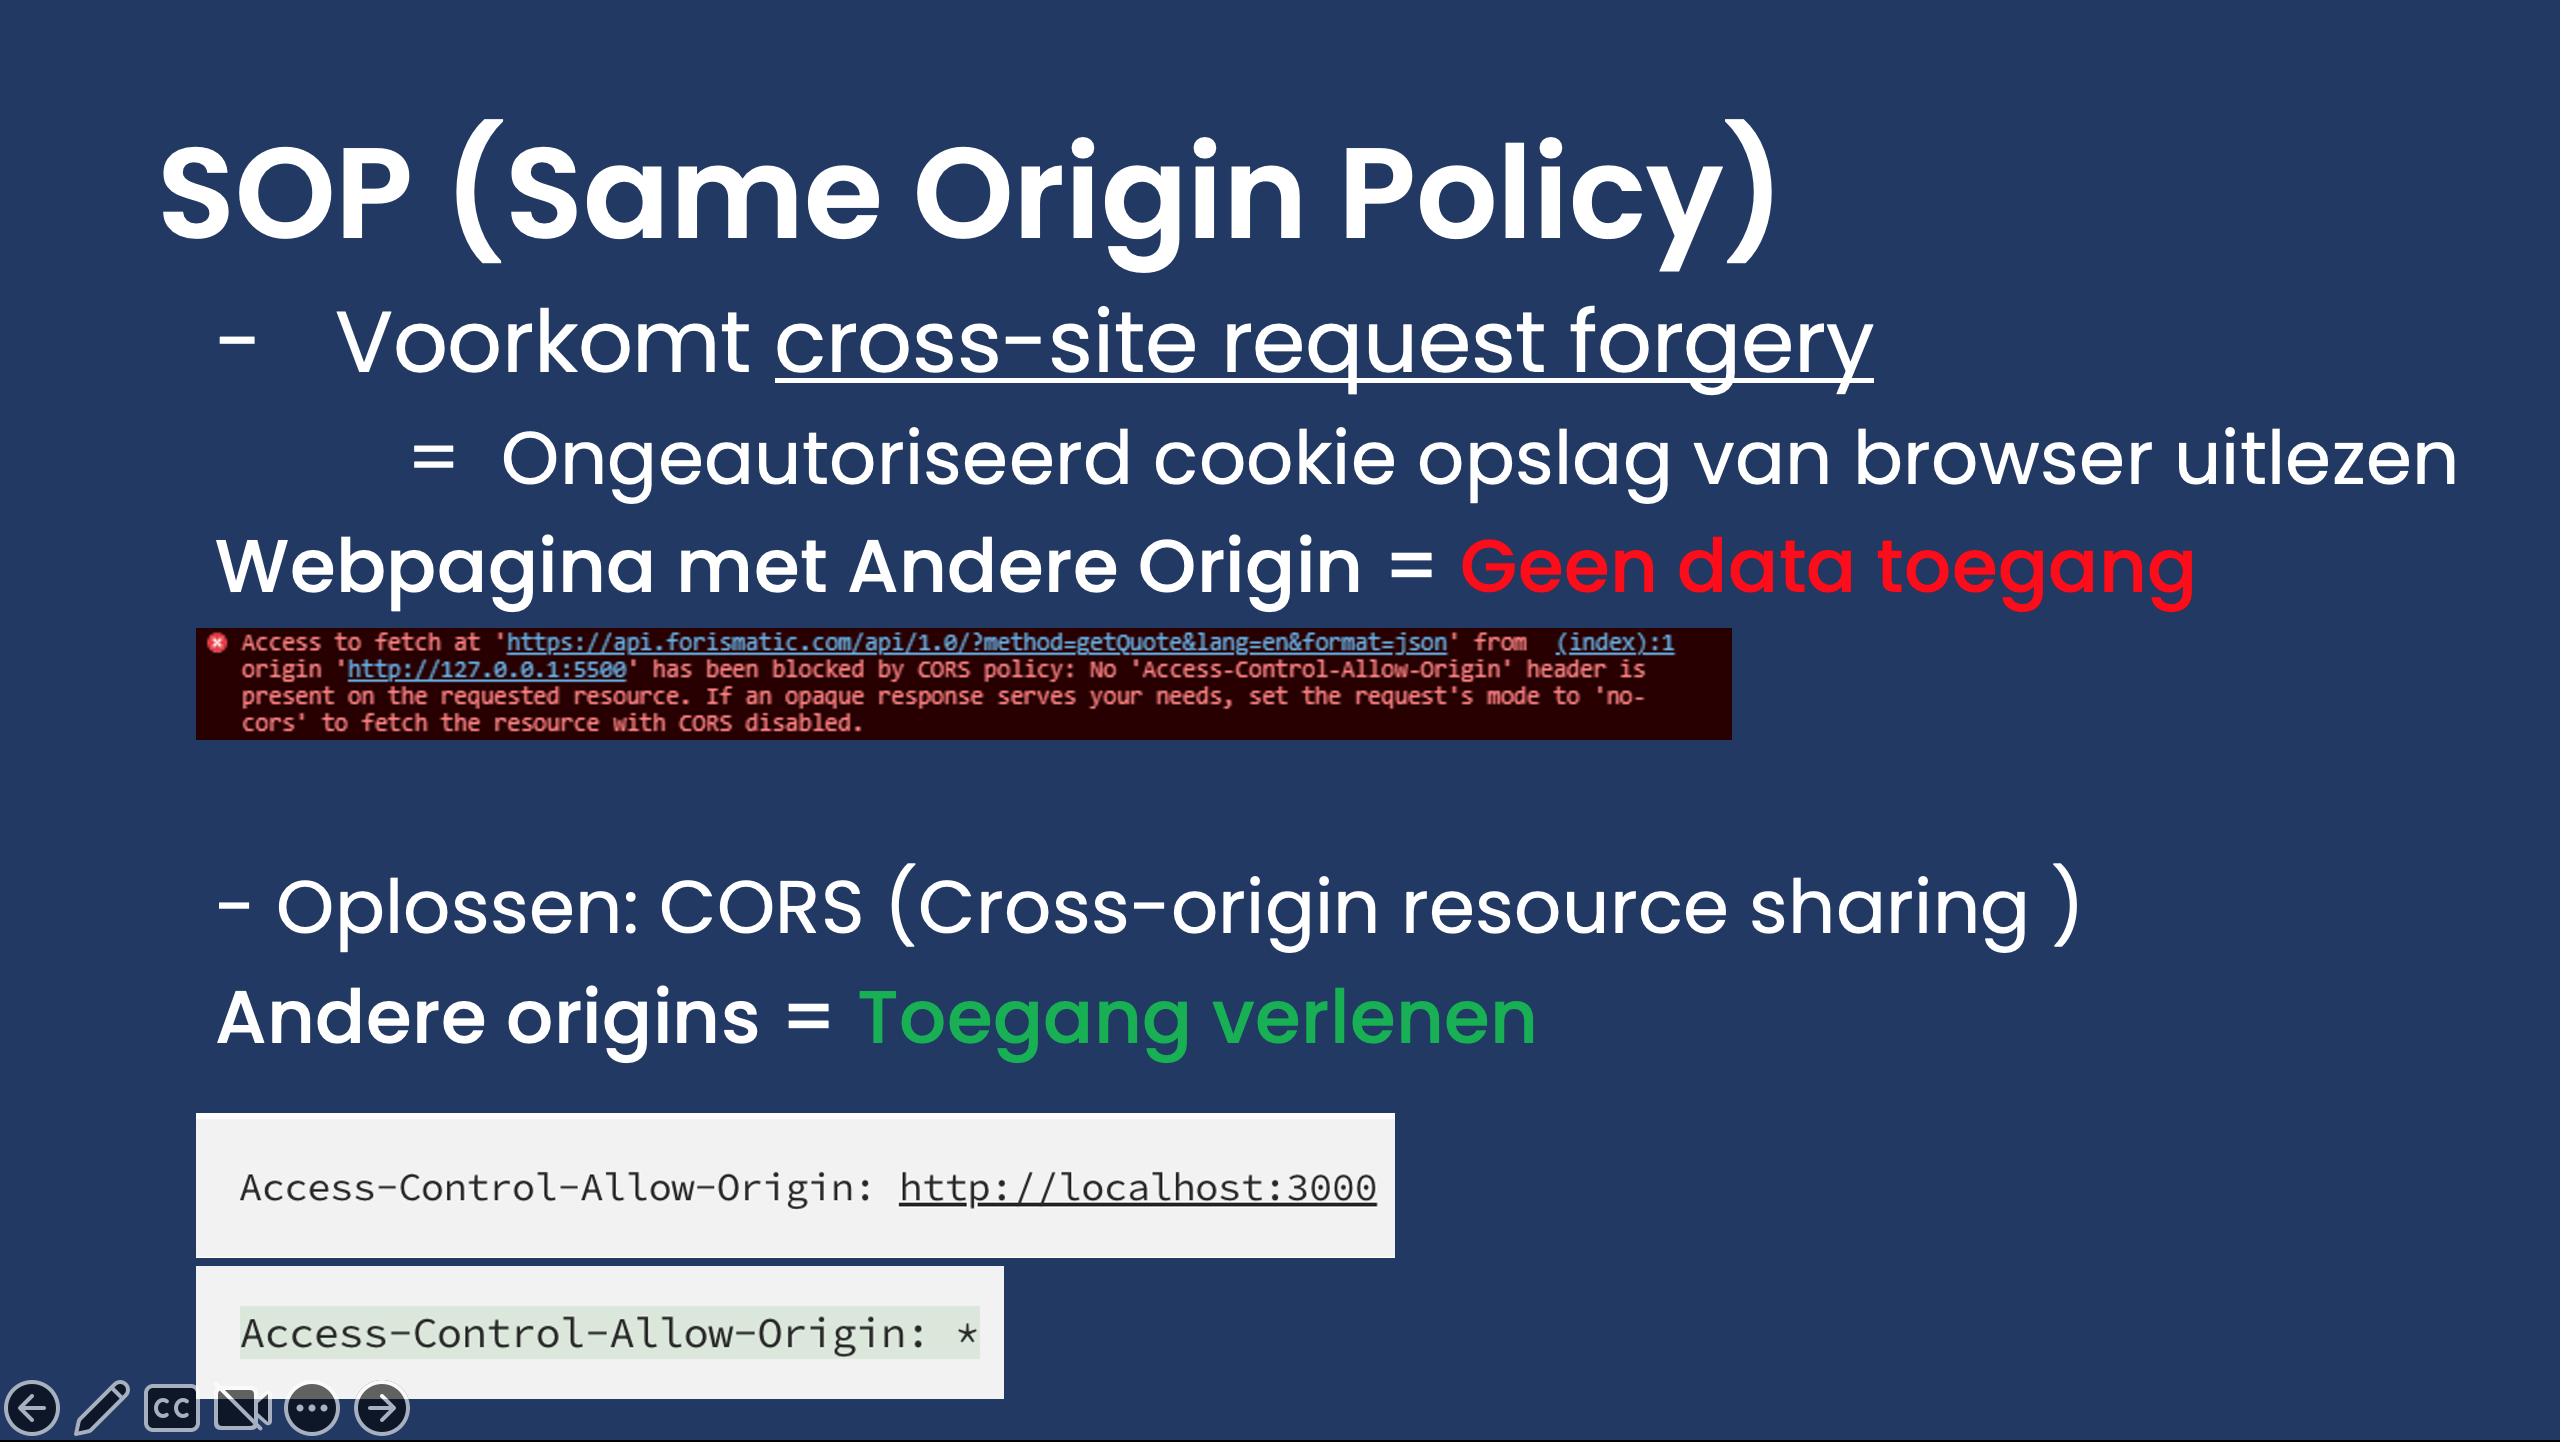 SOP (Same Origin Policy)
- Voorkomt cross-site request forgery
= Ongeautoriseerd cookie opslag van browser uitlezen
Webpagina met Andere Origin = Geen data toegang
Access to fetch at 'https://api.forismatic.com/api/1.0/?method=getQuote&lang=en&format=json' from (index):1
origin 'http://127.0.0.1:5500' has been blocked by CORS policy: No 'Access-Control-Allow-Origin' header is
present on the requested resource. If an opaque response serves your needs, set the request's mode to 'no-
cors' to fetch the resource with CORS disabled.
- Oplossen: CORS (Cross-origin resource sharing )
Andere origins = Toegang verlenen
Access-Control-Allow-Origin: http://localhost:3000
Access-Control-Allow-Origin: *
CC